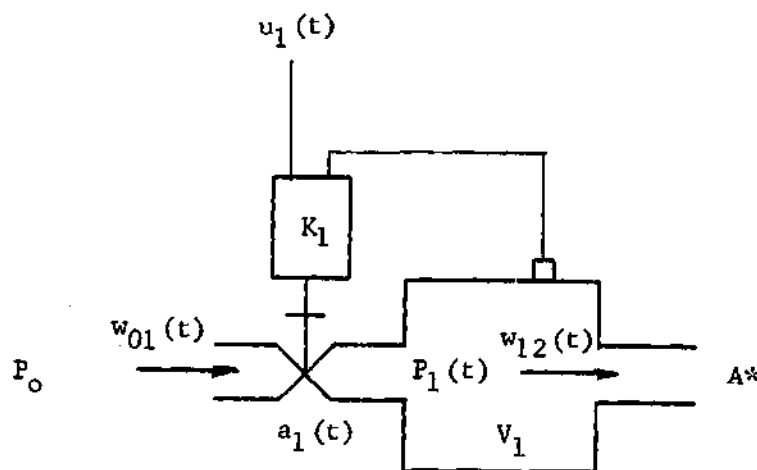 u₁(t)
K₁
w₀₁(t)
w₁₂(t)
Pₒ
P₁(t)
A*
a₁(t)
V₁